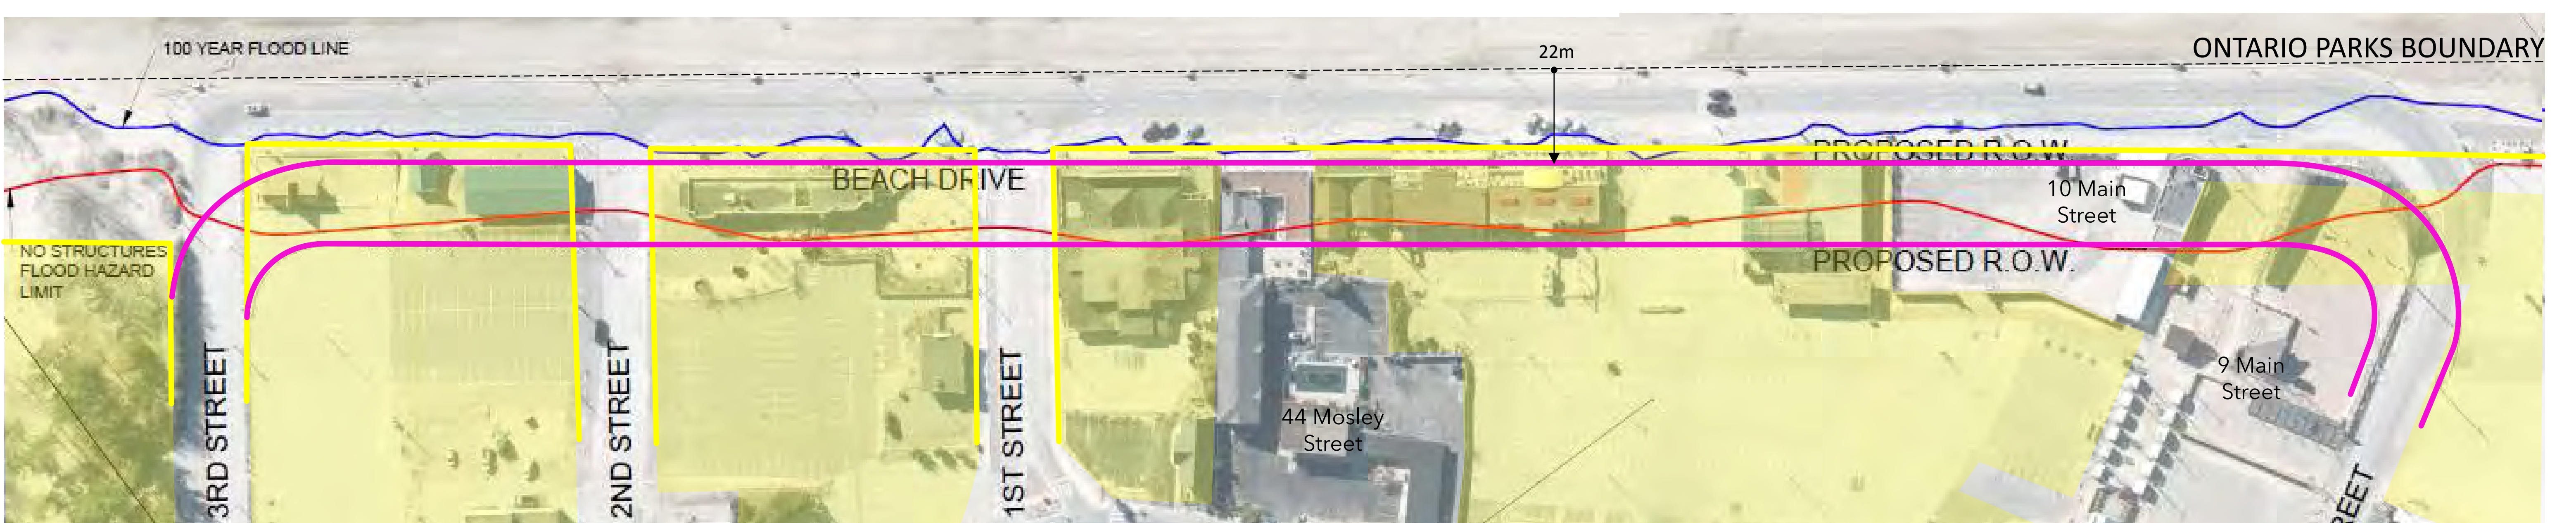 100 YEAR FLOOD LINE
22m
ONTARIO PARKS BOUNDARY
PROPOSED R.O.W.
BEACH DRIVE
10 Main
Street
NO STRUCTURES
FLOOD HAZARD
LIMIT
PROPOSED R.O.W.
3RD STREET
2ND STREET
1ST STREET
44 Mosley
Street
9 Main
Street
REET